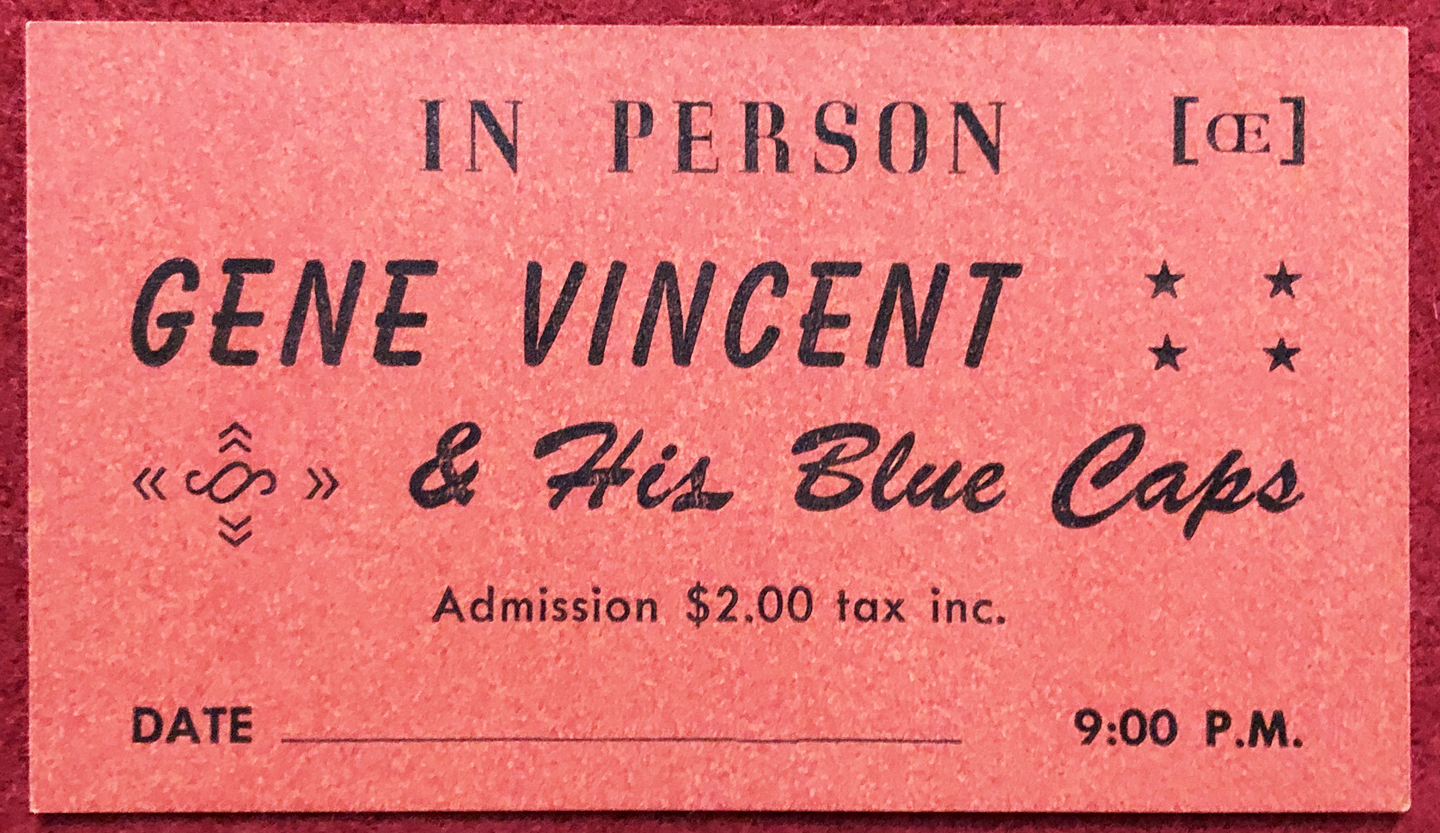 IN PERSON [Œ]
GENE VINCENT ★ ★
★ ★
« » & His Blue Caps
Admission $2.00 tax inc.
DATE 9:00 P.M.